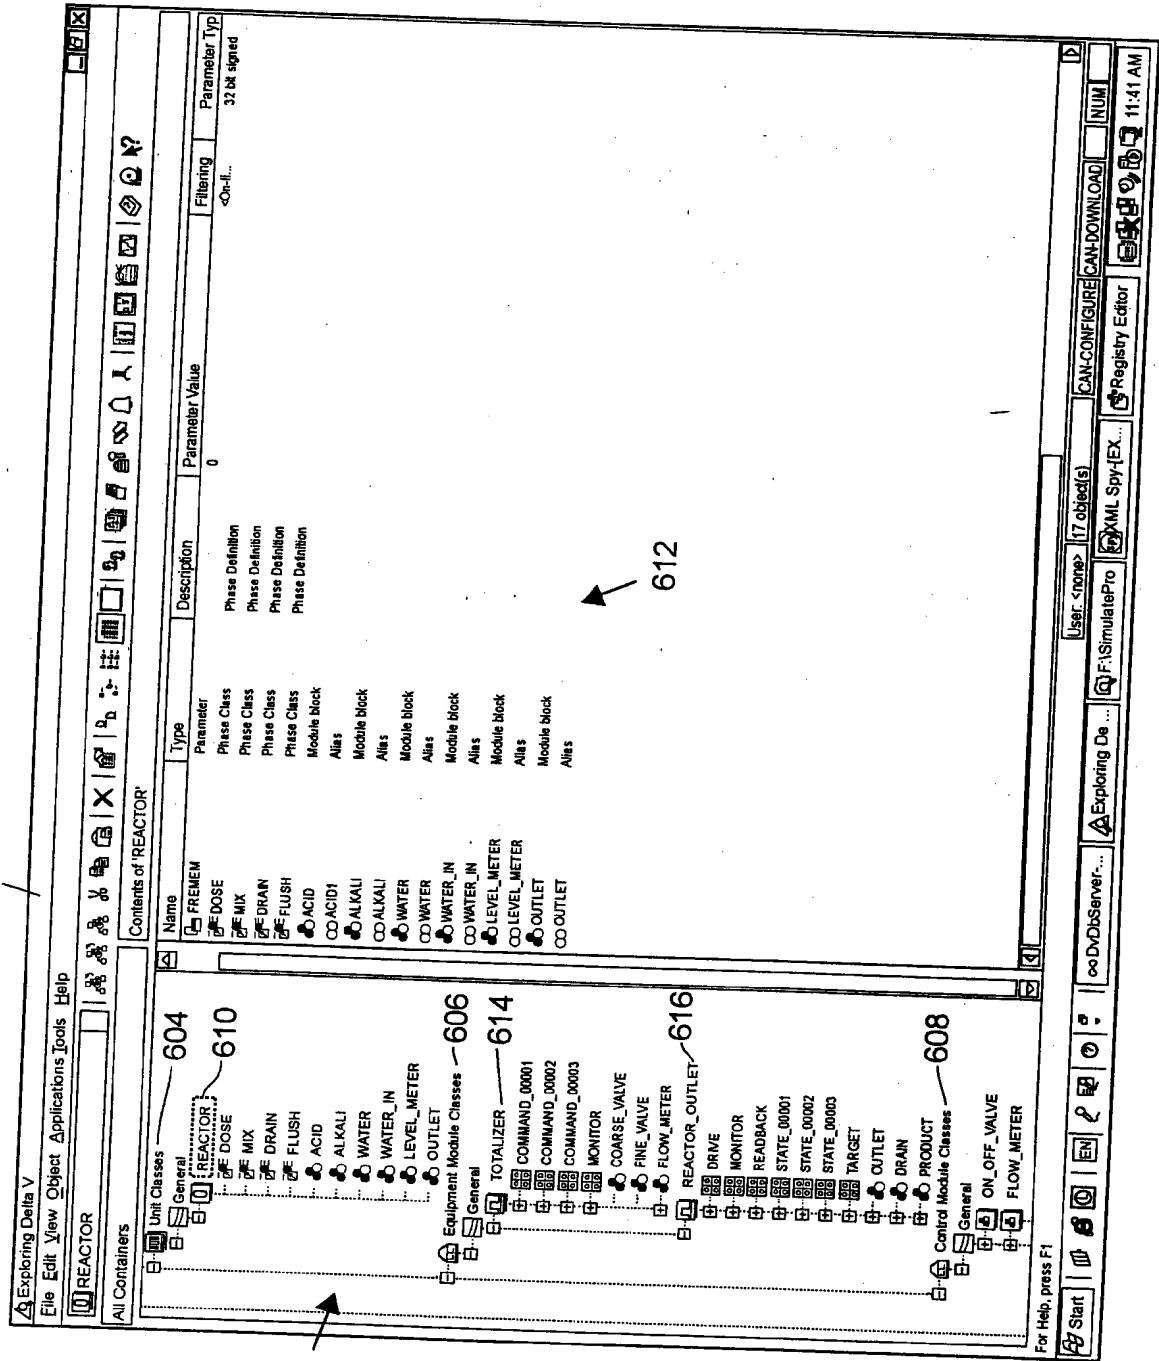 Exploring Delta V
File Edit View Object Applications Tools Help
REACTOR
All Containers
Contents of 'REACTOR'
Unit Classes
604
General
REACTOR
610
DOSE
MIX
DRAIN
FLUSH
ACID
ALKALI
WATER
WATER_IN
LEVEL_METER
OUTLET
Equipment Module Classes
606
General
TOTALIZER
614
COMMAND_00001
COMMAND_00002
COMMAND_00003
MONITOR
COARSE_VALVE
FINE_VALVE
FLOW_METER
REACTOR_OUTLET
616
DRIVE
MONITOR
READBACK
STATE_00001
STATE_00002
STATE_00003
TARGET
OUTLET
DRAIN
PRODUCT
Control Module Classes
608
General
ON_OFF_VALVE
FLOW_METER
Name Type Description Parameter Value Filtering Parameter Typ
FREMEM Parameter 0 <On-li... 32 bit signed
DOSE Phase Class Phase Definition
MIX Phase Class Phase Definition
DRAIN Phase Class Phase Definition
FLUSH Phase Class Phase Definition
ACID Module block
ACID1 Alias
ALKALI Module block
ALKALI Alias
WATER Module block
WATER Alias
WATER_IN Module block
WATER_IN Alias
LEVEL_METER Module block
LEVEL_METER Alias
OUTLET Module block
OUTLET Alias
612
For Help, press F1
User: <none> 17 object(s) CAN-CONFIGURE CAN-DOWNLOAD NUM
Start EN DvDbServer-... Exploring De ... F:\SimulatePro XML Spy-[EX... Registry Editor 11:41 AM